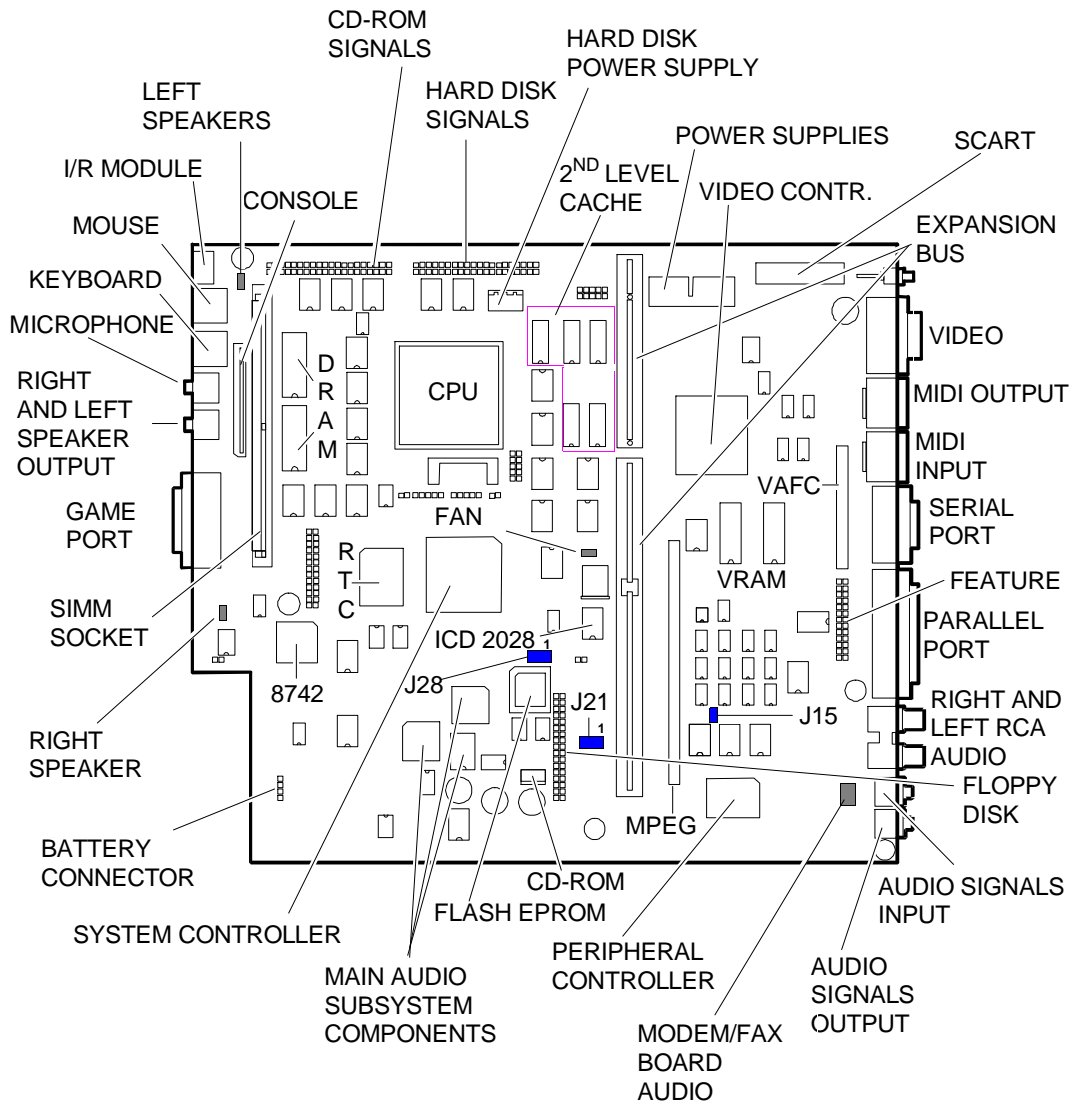 CD-ROM
SIGNALS
HARD DISK
POWER SUPPLY
LEFT
SPEAKERS
HARD DISK
SIGNALS
POWER SUPPLIES
SCART
I/R MODULE
CONSOLE
2ND LEVEL
CACHE
VIDEO CONTR.
EXPANSION
BUS
MOUSE
KEYBOARD
MICROPHONE
RIGHT
AND LEFT
SPEAKER
OUTPUT
DRAM
CPU
VIDEO
MIDI OUTPUT
MIDI
INPUT
VAFC
GAME
PORT
FAN
SERIAL
PORT
RTC
VRAM
FEATURE
SIMM
SOCKET
PARALLEL
PORT
ICD 2028
1
J28
8742
J21
1
J15
RIGHT AND
LEFT RCA
AUDIO
RIGHT
SPEAKER
FLOPPY
DISK
MPEG
BATTERY
CONNECTOR
CD-ROM
FLASH EPROM
AUDIO SIGNALS
INPUT
SYSTEM CONTROLLER
PERIPHERAL
CONTROLLER
MAIN AUDIO
SUBSYSTEM
COMPONENTS
AUDIO
SIGNALS
OUTPUT
MODEM/FAX
BOARD
AUDIO